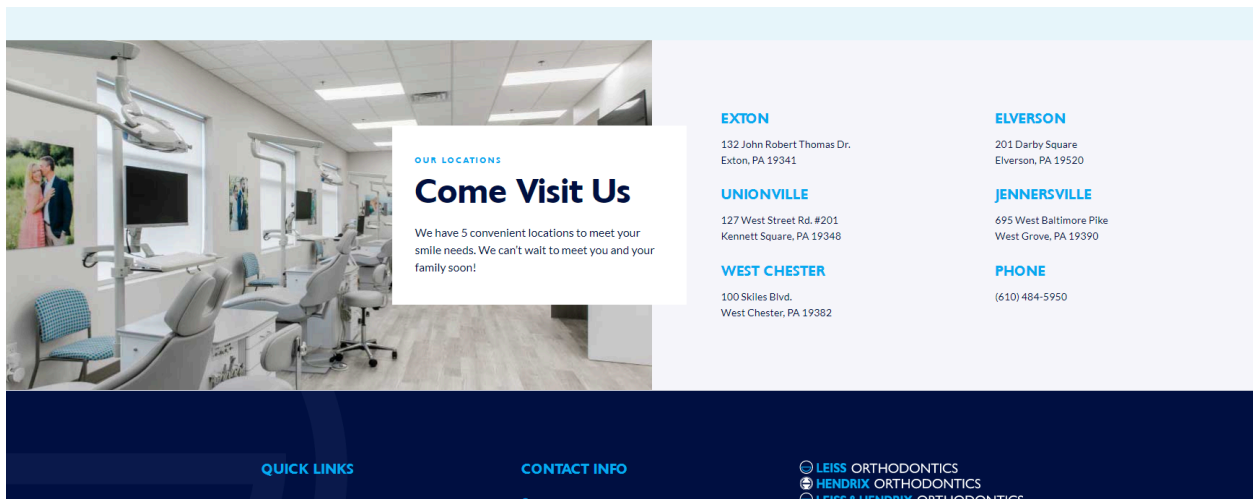 OUR LOCATIONS
Come Visit Us
We have 5 convenient locations to meet your
smile needs. We can't wait to meet you and your
family soon!
EXTON
132 John Robert Thomas Dr.
Exton, PA 19341
UNIONVILLE
127 West Street Rd. #201
Kennett Square, PA 19348
WEST CHESTER
100 Skiles Blvd.
West Chester, PA 19382
ELVERSON
201 Darby Square
Elverson, PA 19520
JENNERSVILLE
695 West Baltimore Pike
West Grove, PA 19390
PHONE
(610) 484-5950
QUICK LINKS
CONTACT INFO
LEISS ORTHODONTICS
HENDRIX ORTHODONTICS
LEISS & HENDRIX ORTHODONTICS